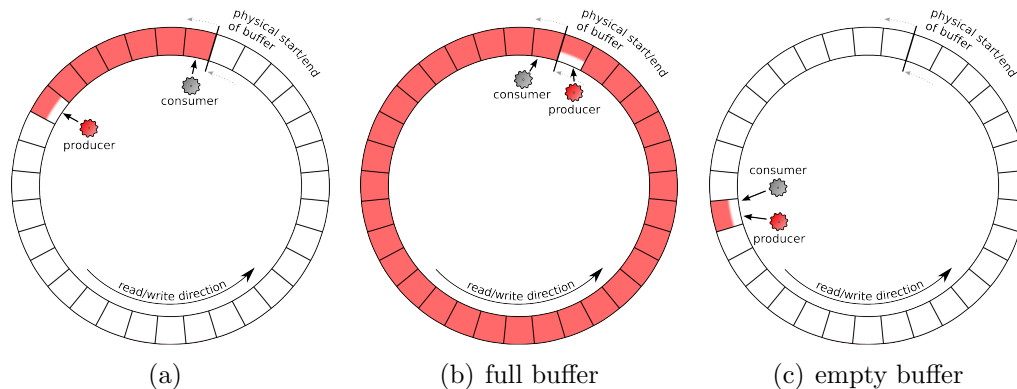 physical start/end
of buffer
consumer
producer
read/write direction
(a)
physical start/end
of buffer
consumer
producer
read/write direction
(b) full buffer
physical start/end
of buffer
consumer
producer
read/write direction
(c) empty buffer